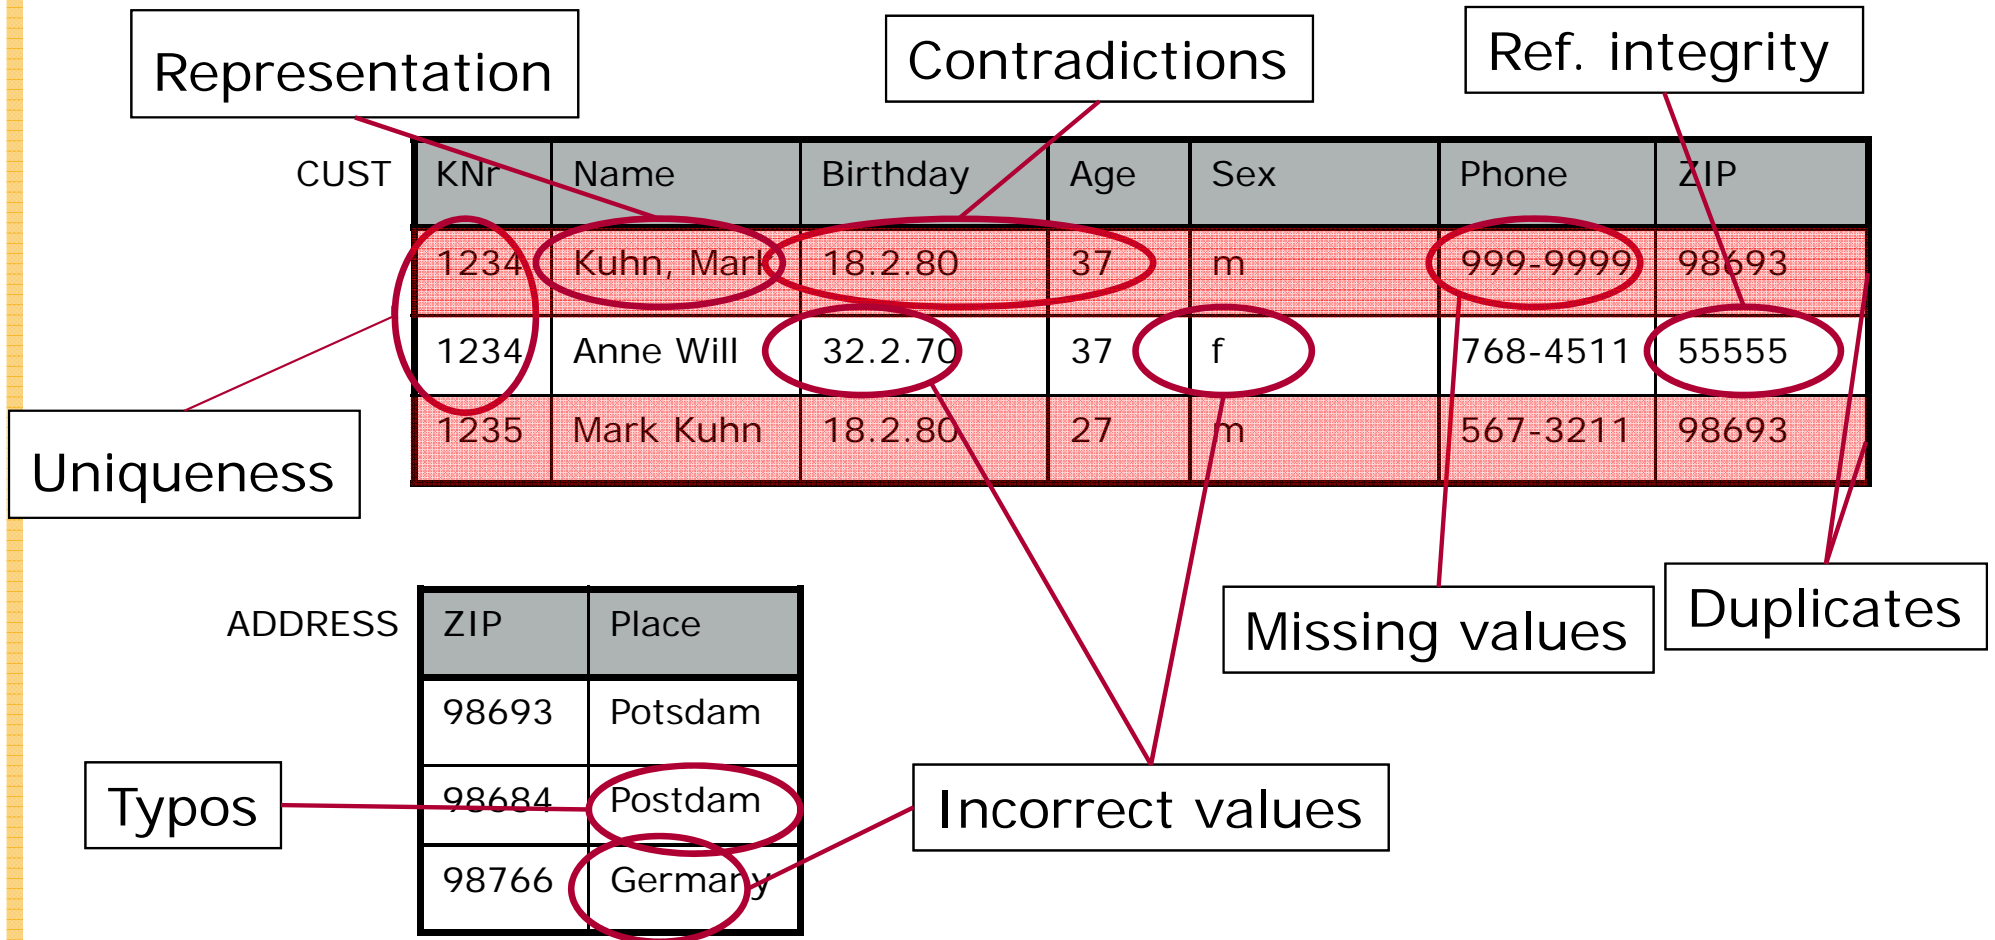 Representation
Contradictions
Ref. integrity
CUST KNr Name Birthday Age Sex Phone ZIP
1234 Kuhn, Mark 18.2.80 37 m 999-9999 98693
1234 Anne Will 32.2.70 37 f 768-4511 55555
1235 Mark Kuhn 18.2.80 27 m 567-3211 98693
Uniqueness
Missing values
Duplicates
ADDRESS ZIP Place
98693 Potsdam
98684 Postdam
98766 Germany
Typos
Incorrect values